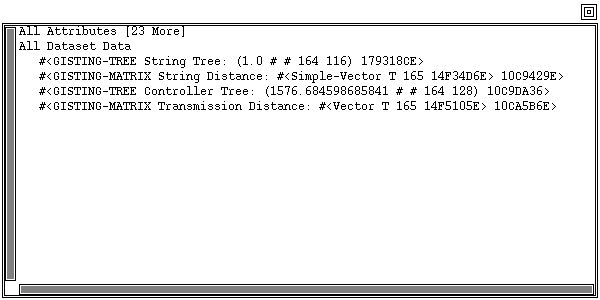 All Attributes [23 More]
All Dataset Data
#<GISTING-TREE String Tree: (1.0 # # 164 116) 179318CE>
#<GISTING-MATRIX String Distance: #<Simple-Vector T 165 14F34D6E> 10C9429E>
#<GISTING-TREE Controller Tree: (1576.684598685841 # # 164 128) 10C9DA36>
#<GISTING-MATRIX Transmission Distance: #<Vector T 165 14F5105E> 10CA5B6E>